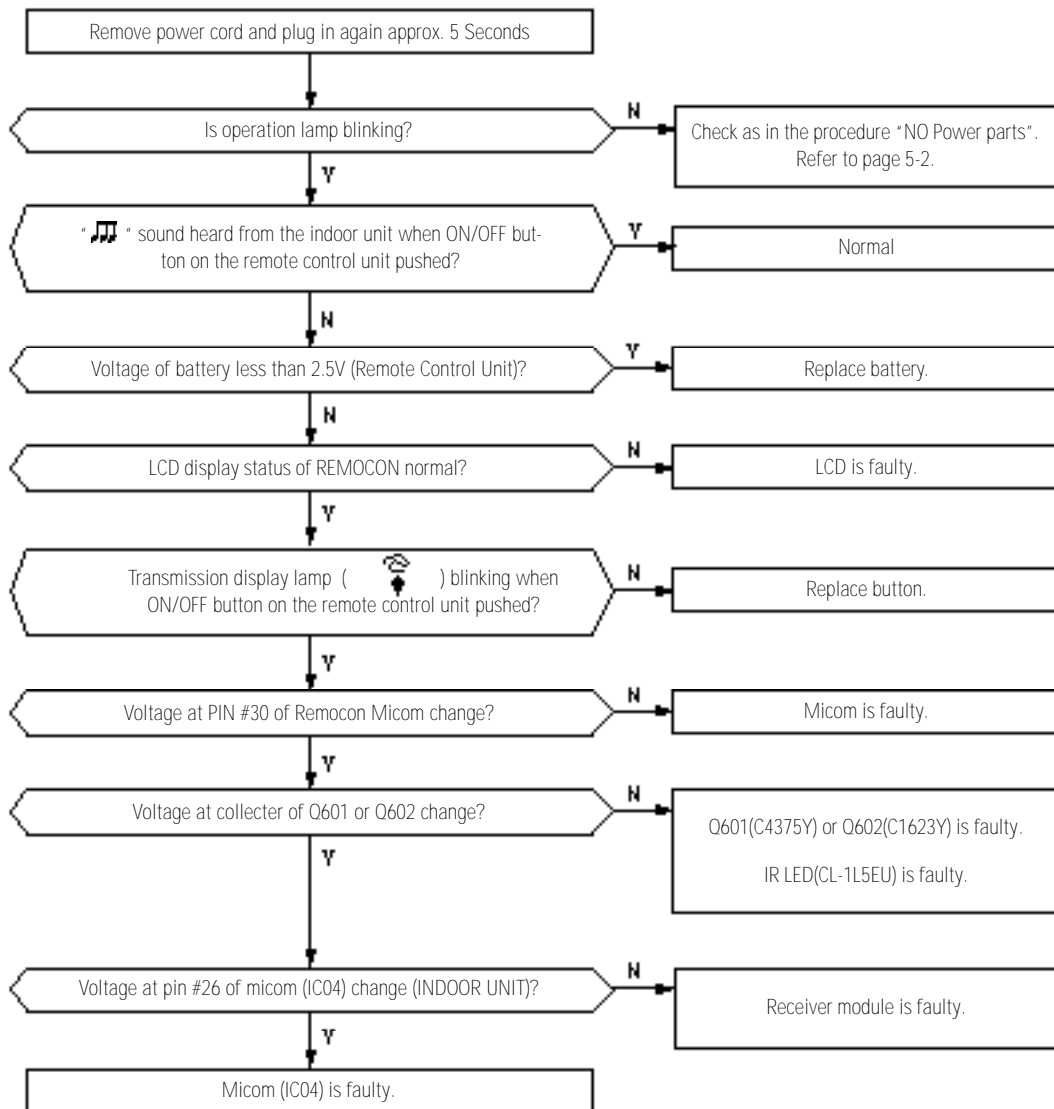 Remove power cord and plug in again approx. 5 Seconds
Is operation lamp blinking?
N
Check as in the procedure "NO Power parts".
Refer to page 5-2.
Y
" " sound heard from the indoor unit when ON/OFF but-
ton on the remote control unit pushed?
Y
Normal
N
Voltage of battery less than 2.5V (Remote Control Unit)?
Y
Replace battery.
N
LCD display status of REMOCON normal?
N
LCD is faulty.
Y
Transmission display lamp ( ) blinking when
ON/OFF button on the remote control unit pushed?
N
Replace button.
Y
Voltage at PIN #30 of Remocon Micom change?
N
Micom is faulty.
Y
Voltage at collecter of Q601 or Q602 change?
N
Q601(C4375Y) or Q602(C1623Y) is faulty.
IR LED(CL-1L5EU) is faulty.
Y
Voltage at pin #26 of micom (IC04) change (INDOOR UNIT)?
N
Receiver module is faulty.
Y
Micom (IC04) is faulty.